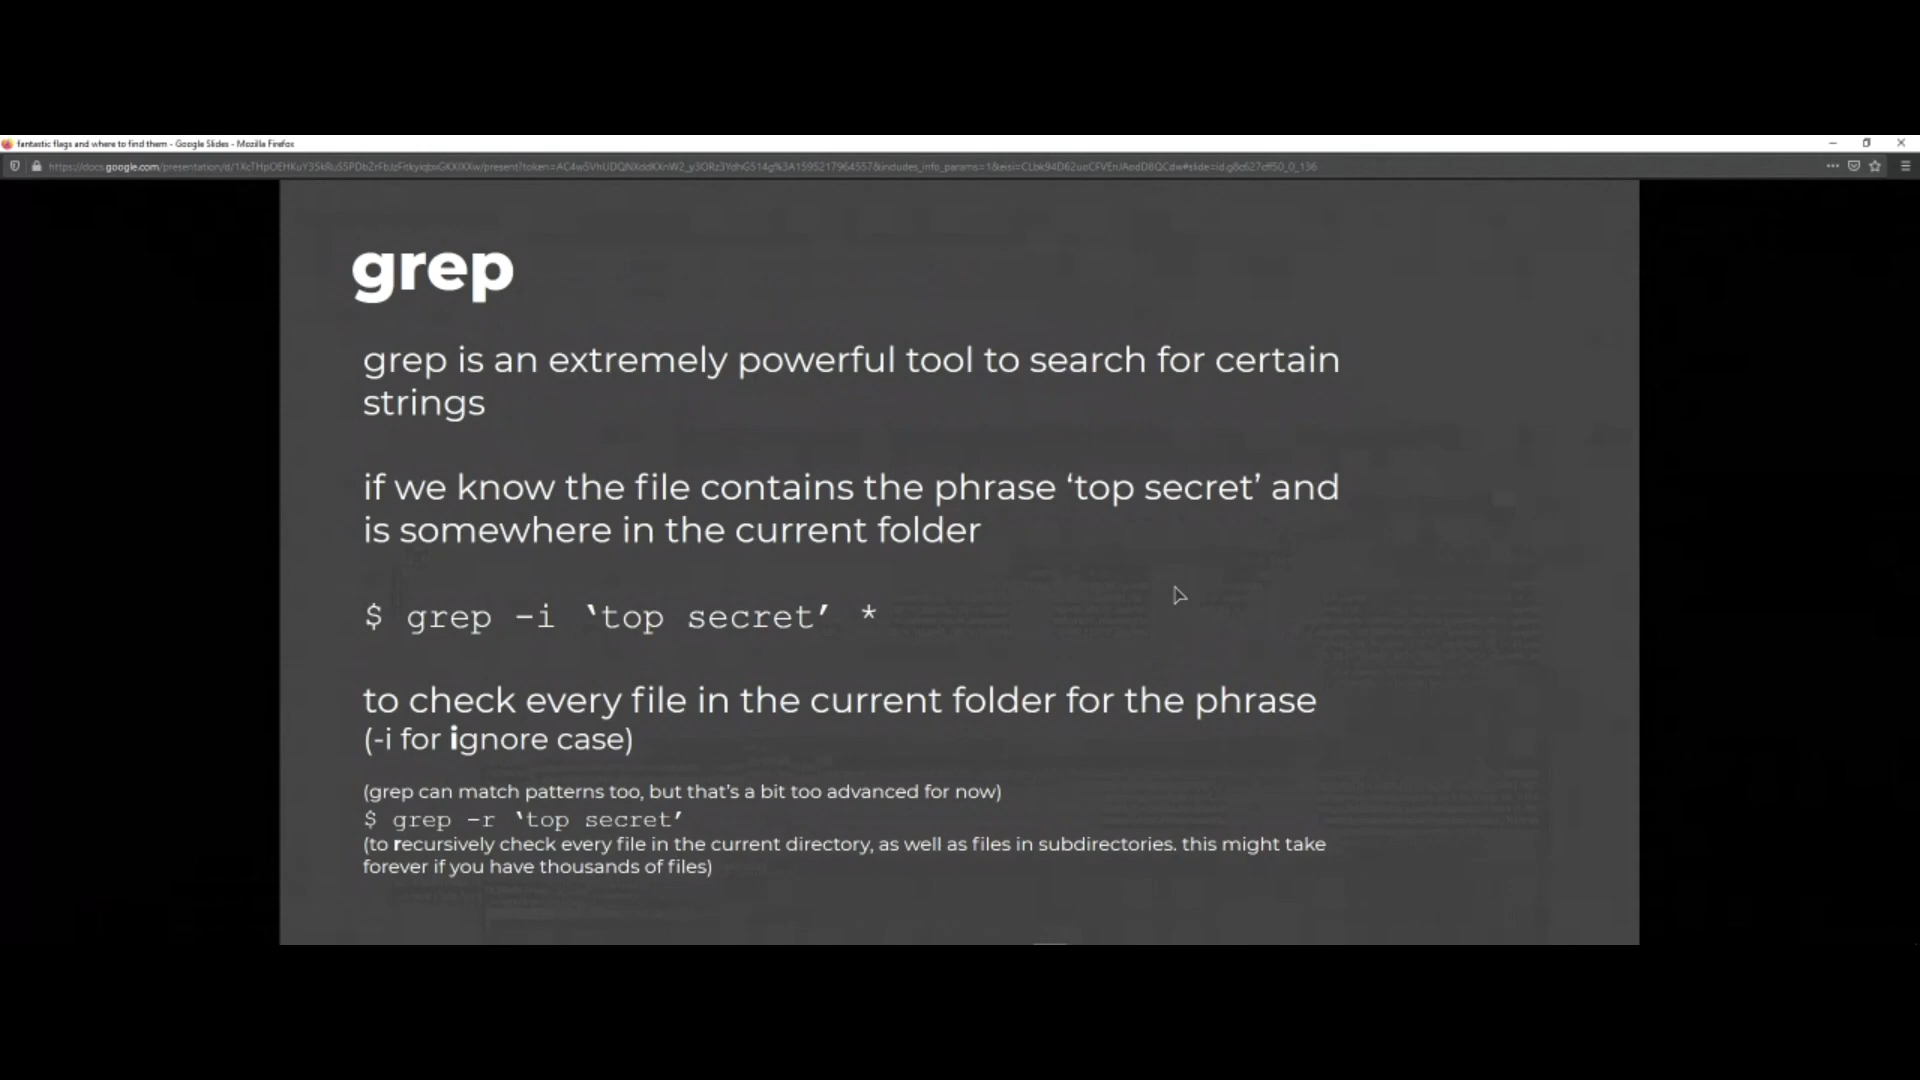 fantastic flags and where to find them - Google Slides - Mozilla Firefox
grep
grep is an extremely powerful tool to search for certain
strings
if we know the file contains the phrase ‘top secret’ and
is somewhere in the current folder
$ grep -i ‘top secret’ *
to check every file in the current folder for the phrase
(-i for ignore case)
(grep can match patterns too, but that’s a bit too advanced for now)
$ grep -r ‘top secret’
(to recursively check every file in the current directory, as well as files in subdirectories. this might take
forever if you have thousands of files)